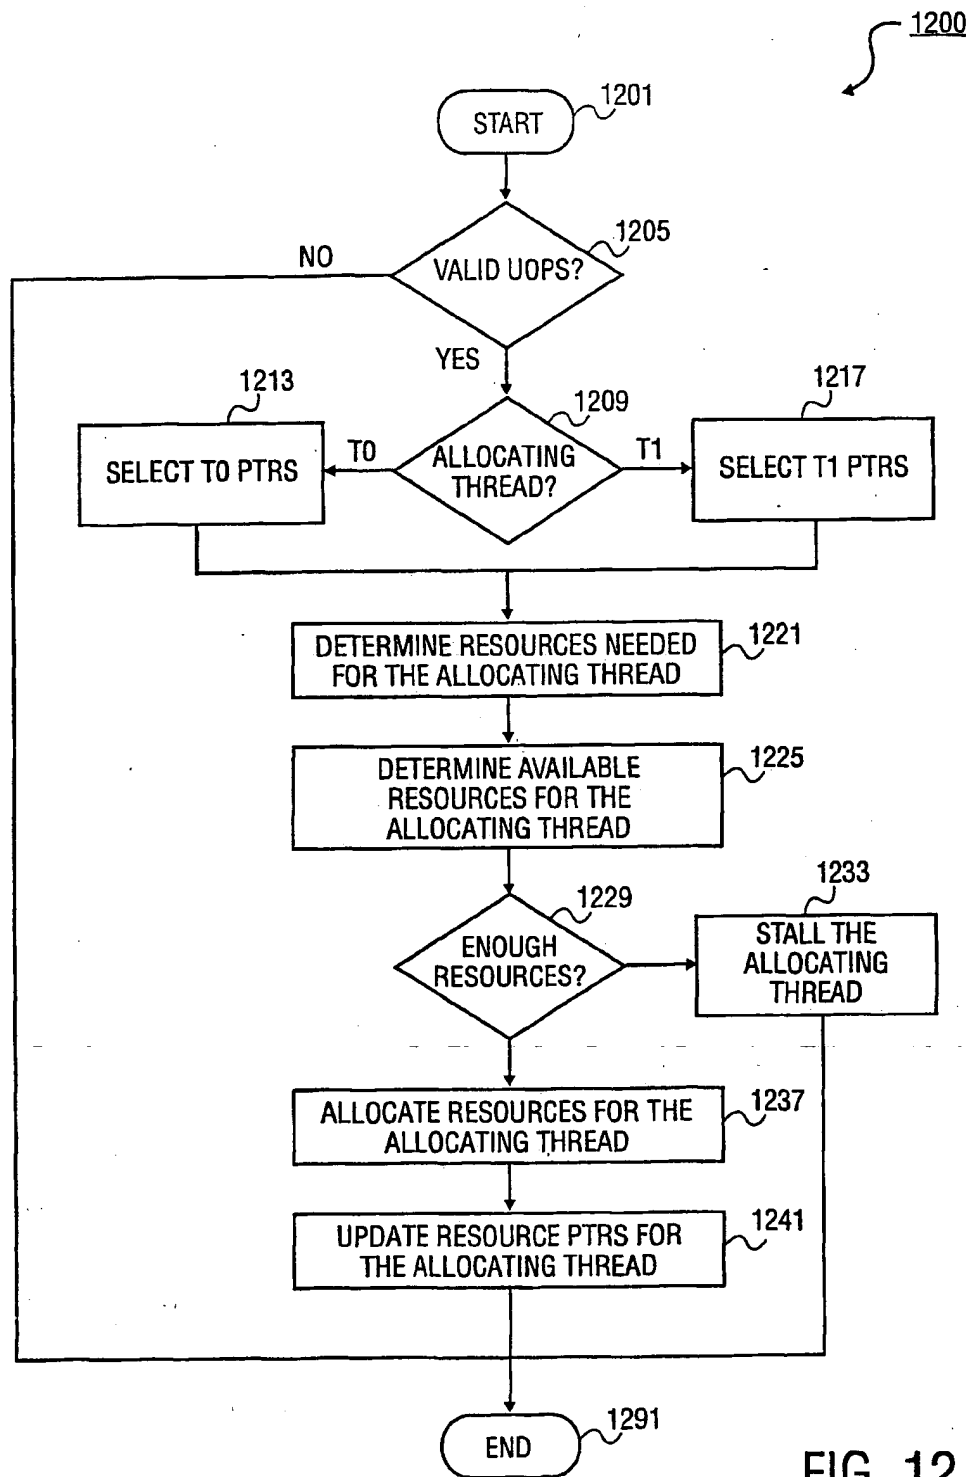 1200
1201
START
1205
NO
VALID UOPS?
YES
1213
1209
1217
SELECT T0 PTRS
T0
ALLOCATING
THREAD?
T1
SELECT T1 PTRS
DETERMINE RESOURCES NEEDED
FOR THE ALLOCATING THREAD
1221
DETERMINE AVAILABLE
RESOURCES FOR THE
ALLOCATING THREAD
1225
1229
ENOUGH
RESOURCES?
1233
STALL THE
ALLOCATING
THREAD
ALLOCATE RESOURCES FOR THE
ALLOCATING THREAD
1237
UPDATE RESOURCE PTRS FOR
THE ALLOCATING THREAD
1241
END
1291
FIG. 12